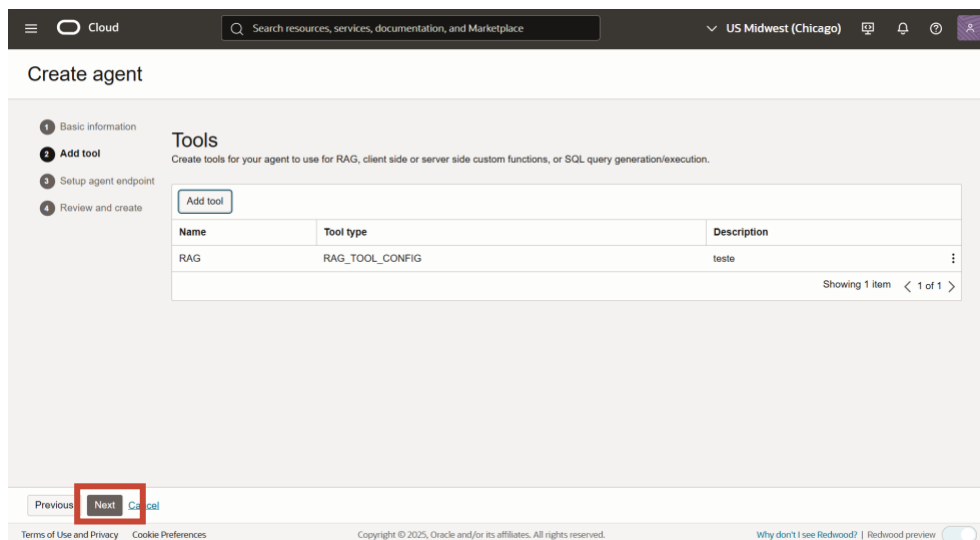 Cloud
Search resources, services, documentation, and Marketplace
US Midwest (Chicago)
Create agent
1 Basic information
2 Add tool
3 Setup agent endpoint
4 Review and create
Tools
Create tools for your agent to use for RAG, client side or server side custom functions, or SQL query generation/execution.
Add tool
Name Tool type Description
RAG RAG_TOOL_CONFIG teste
Showing 1 item 1 of 1
Previous Next Cancel
Terms of Use and Privacy Cookie Preferences Copyright © 2025, Oracle and/or its affiliates. All rights reserved. Why don't I see Redwood? | Redwood preview